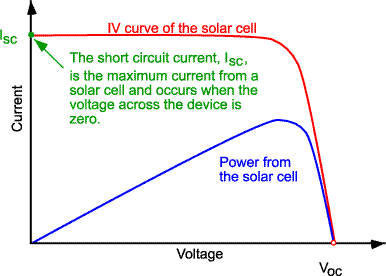 IV curve of the solar cell
Isc
The short circuit current, Isc,
is the maximum current from a
solar cell and occurs when the
voltage across the device is
zero.
Current
Power from
the solar cell
Voltage
Voc